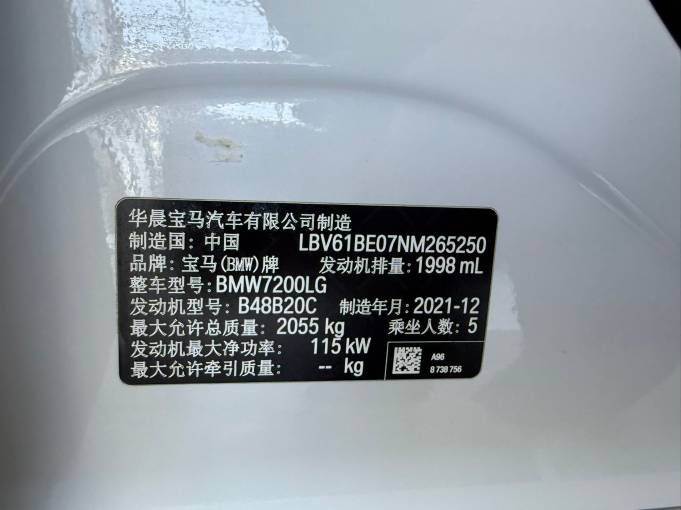 华晨宝马汽车有限公司制造
制造国: 中国 LBV61BE07NM265250
品牌: 宝马(BMW)牌 发动机排量: 1998 mL
整车型号: BMW7200LG
发动机型号: B48B20C 制造年月: 2021-12
最大允许总质量: 2055 kg 乘坐人数: 5
发动机最大净功率: 115 kW
最大允许牵引质量: -- kg
A96
8 738 756